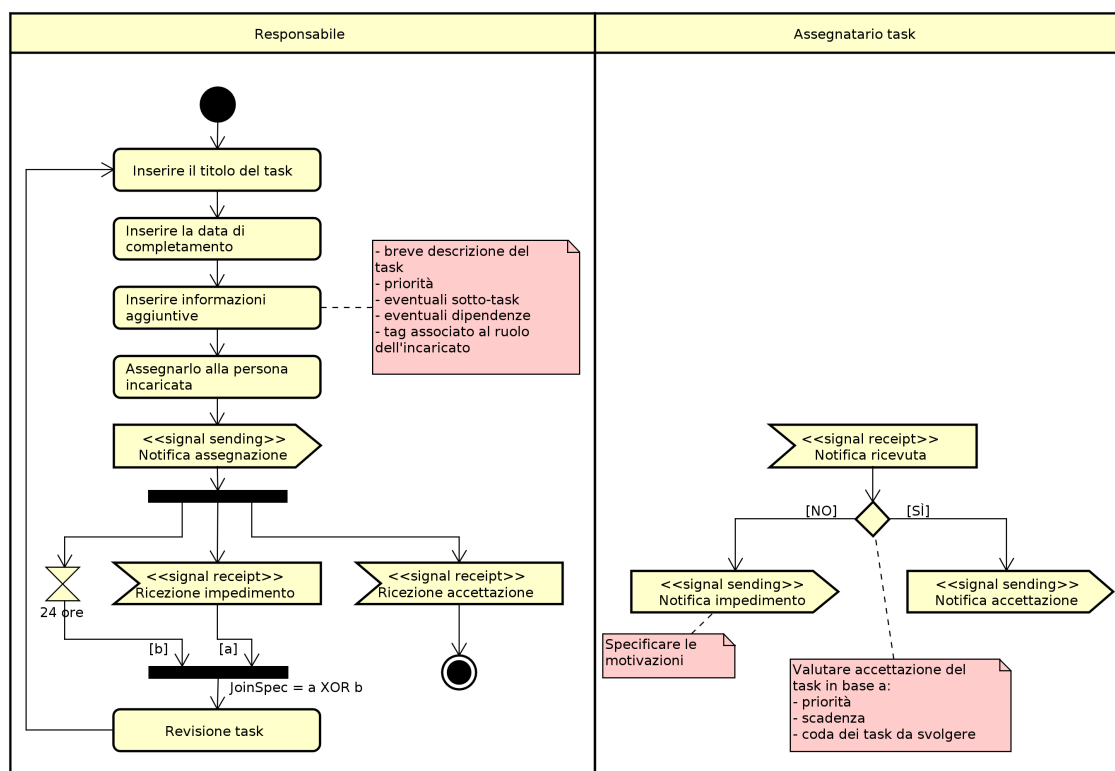 Responsabile
Assegnatario task
Inserire il titolo del task
Inserire la data di
completamento
Inserire informazioni
aggiuntive
- breve descrizione del
task
- priorità
- eventuali sotto-task
- eventuali dipendenze
- tag associato al ruolo
dell'incaricato
Assegnarlo alla persona
incaricata
<<signal sending>>
Notifica assegnazione
24 ore
<<signal receipt>>
Ricezione impedimento
<<signal receipt>>
Ricezione accettazione
[b]
[a]
JoinSpec = a XOR b
Revisione task
<<signal receipt>>
Notifica ricevuta
[NO]
[SÌ]
<<signal sending>>
Notifica impedimento
<<signal sending>>
Notifica accettazione
Specificare le
motivazioni
Valutare accettazione del
task in base a:
- priorità
- scadenza
- coda dei task da svolgere